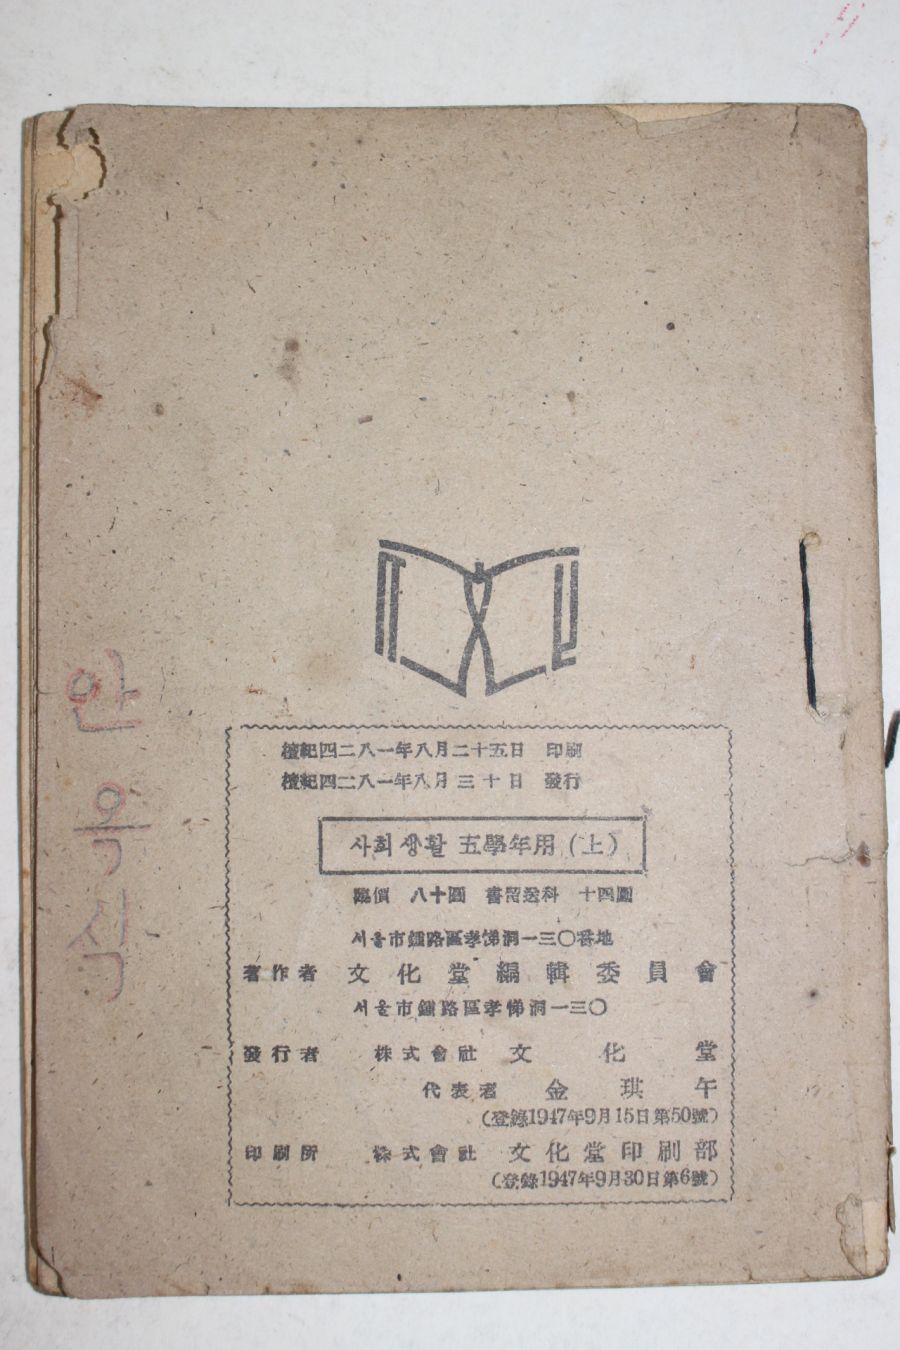 檀紀四二八一年八月二十五日 印刷
檀紀四二八一年八月三十日 發行
사회생활 五學年用 (上)
臨價 八十圓 書留送料 十四圓
서울市鍾路區孝悌洞一三〇番地
著作者 文化堂編輯委員會
서울市鍾路區孝悌洞一三〇
發行者 株式會社 文化堂
代表者 金琪午
(登錄1947年9月15日第50號)
印刷所 株式會社 文化堂印刷部
(登錄1947年9月30日第6號)
안옥식